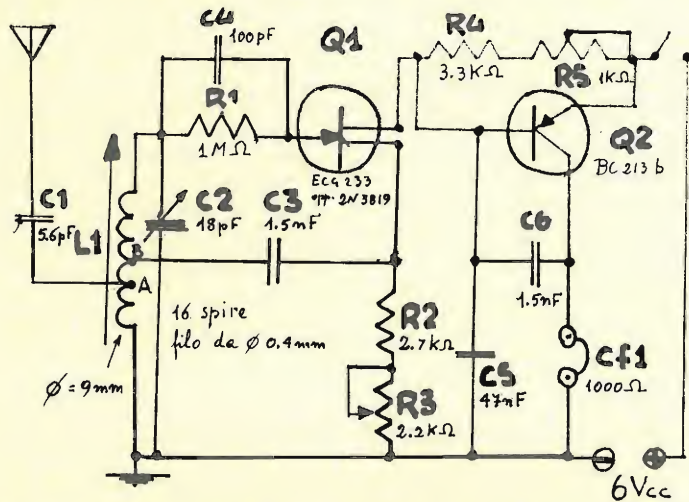 C4
100pF
Q1
R4
3.3KΩ
R5
1KΩ
R1
1MΩ
Q2
BC 213 b
ECG 233
opp. 2N3819
C1
5.6pF
L1
C2
18pF
C3
1.5nF
C6
1.5nF
B
A
16 spire
filo da Ø 0.4mm
R2
2.7KΩ
C5
47nF
Cf1
1000Ω
Ø=9mm
R3
2.2KΩ
6Vcc